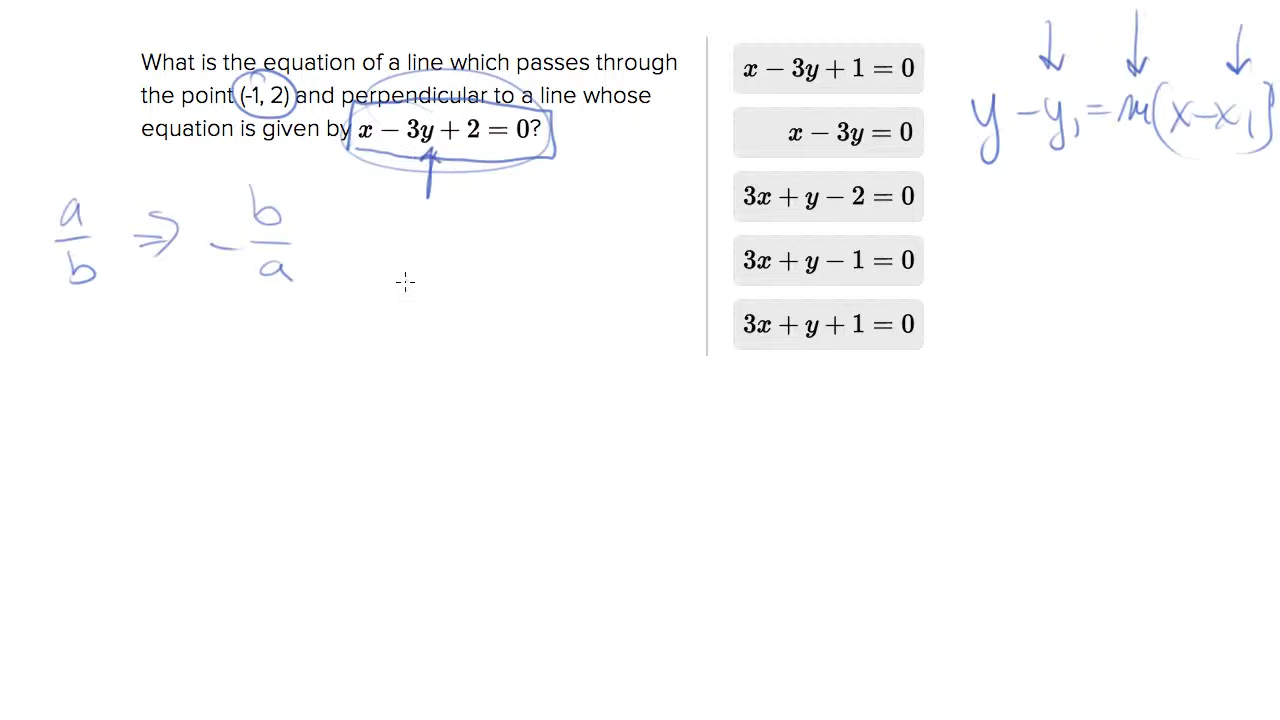 What is the equation of a line which passes through
the point (-1, 2) and perpendicular to a line whose
equation is given by x − 3y + 2 = 0?
x − 3y + 1 = 0
x − 3y = 0
3x + y − 2 = 0
3x + y − 1 = 0
3x + y + 1 = 0
y − y₁ = m(x − x₁)
a/b ⇒ −b/a